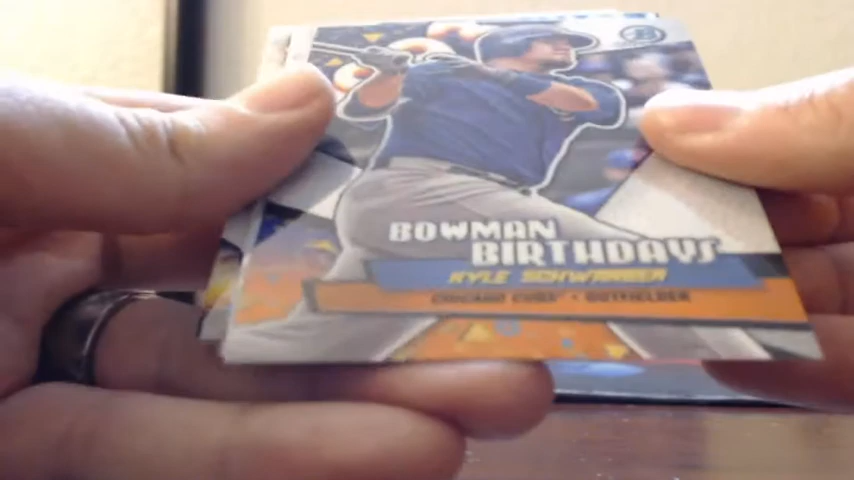 BOWMAN
BIRTHDAYS
KYLE SCHWARBER
CHICAGO CUBS • OUTFIELDER